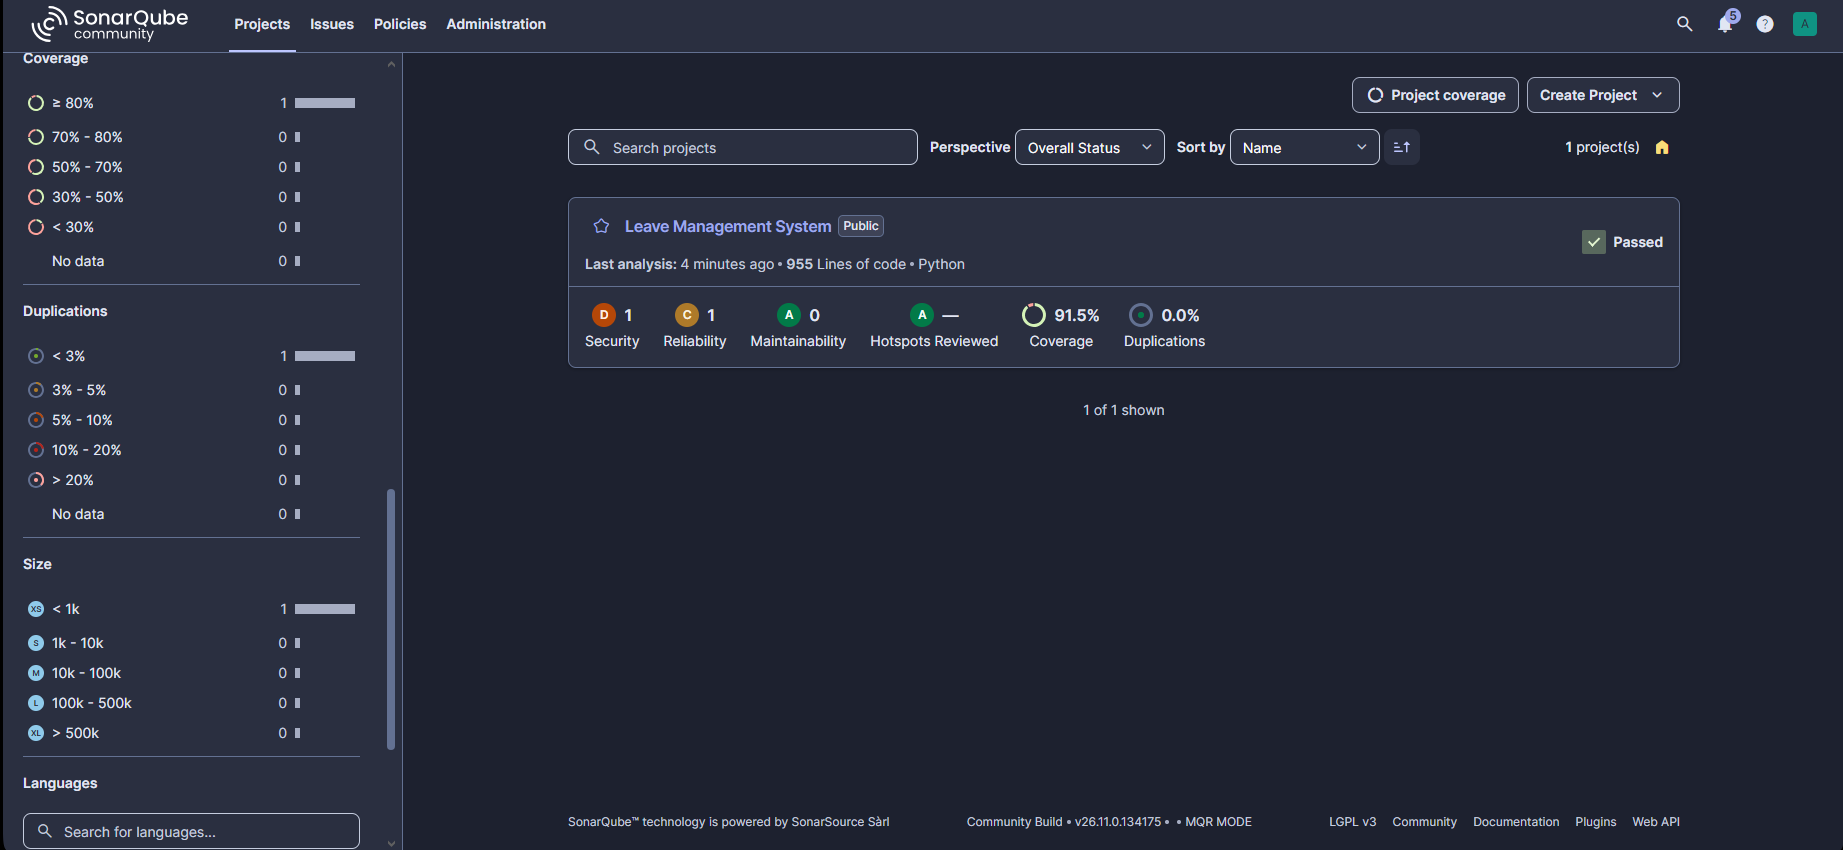 SonarQube
community
Projects
Issues
Policies
Administration
5
?
A
Coverage
≥ 80%
1
70% - 80%
0
50% - 70%
0
30% - 50%
0
< 30%
0
No data
0
Duplications
< 3%
1
3% - 5%
0
5% - 10%
0
10% - 20%
0
> 20%
0
No data
0
Size
XS
< 1k
1
S
1k - 10k
0
M
10k - 100k
0
L
100k - 500k
0
XL
> 500k
0
Languages
Search for languages...
Project coverage
Create Project
Search projects
Perspective
Overall Status
Sort by
Name
1 project(s)
Leave Management System
Public
Passed
Last analysis: 4 minutes ago • 955 Lines of code • Python
D 1
Security
C 1
Reliability
A 0
Maintainability
A —
Hotspots Reviewed
91.5%
Coverage
0.0%
Duplications
1 of 1 shown
SonarQube™ technology is powered by SonarSource Sàrl
Community Build • v26.11.0.134175 • • MQR MODE
LGPL v3
Community
Documentation
Plugins
Web API